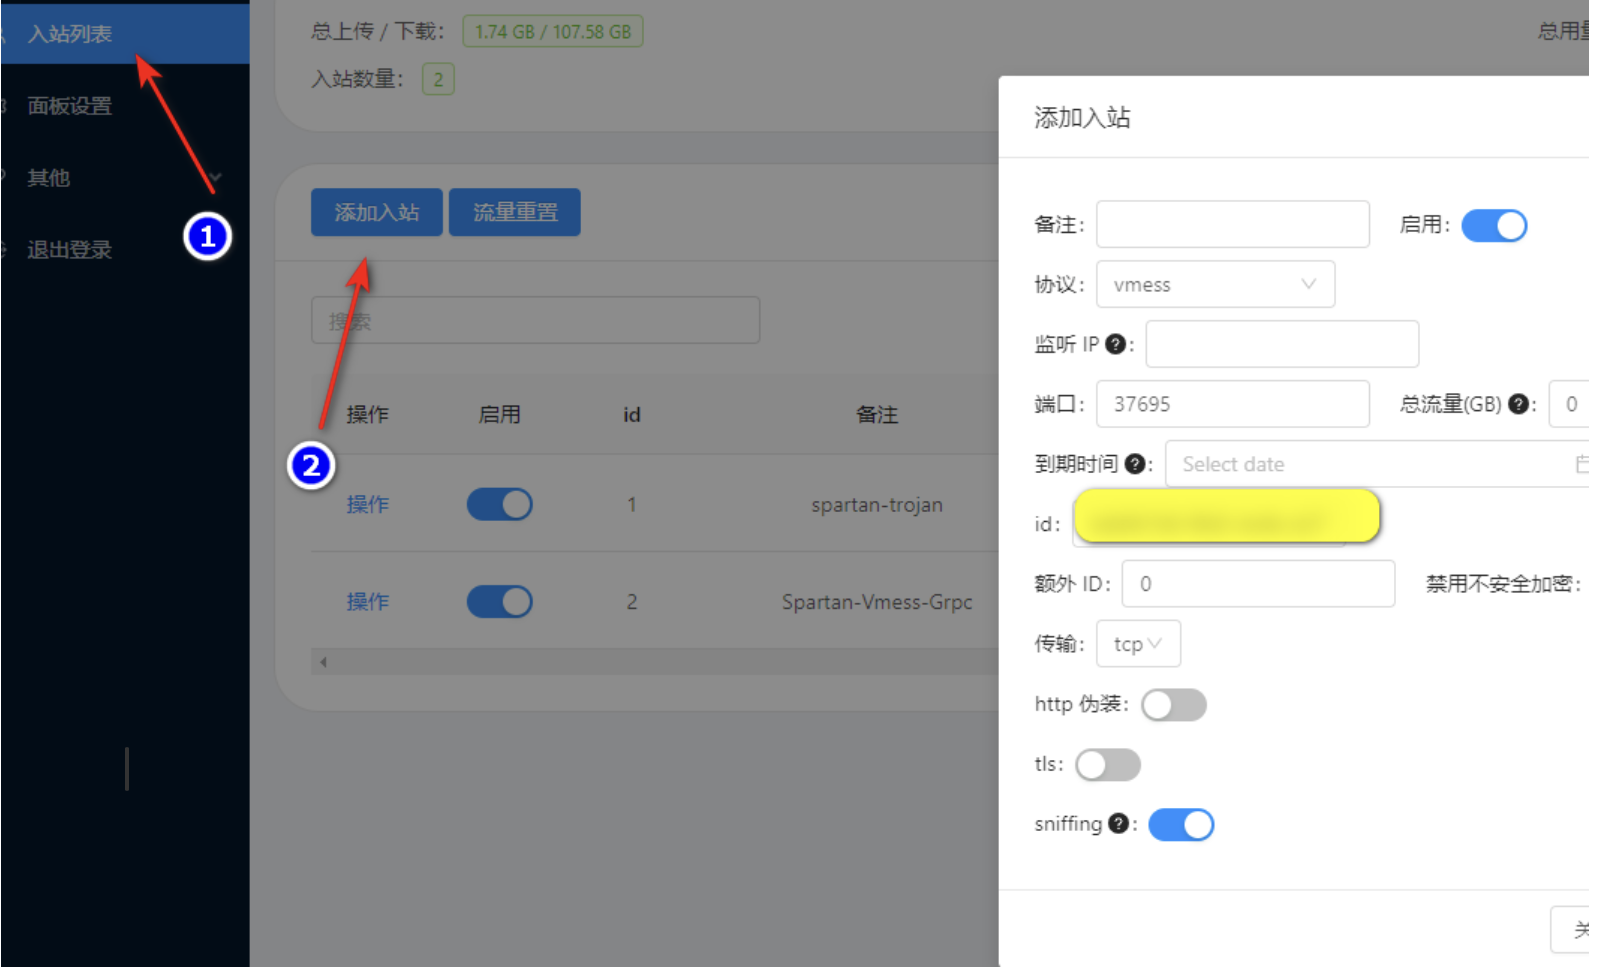 入站列表
面板设置
其他
退出登录
1
总上传 / 下载： 1.74 GB / 107.58 GB
总用量
入站数量： 2
添加入站 流量重置
搜索
2
操作 启用 id 备注
操作 1 spartan-trojan
操作 2 Spartan-Vmess-Grpc
添加入站
备注： 启用：
协议： vmess
监听 IP ?：
端口： 37695 总流量(GB) ?： 0
到期时间 ?： Select date
id：
额外 ID： 0 禁用不安全加密：
传输： tcp
http 伪装：
tls：
sniffing ?：
关